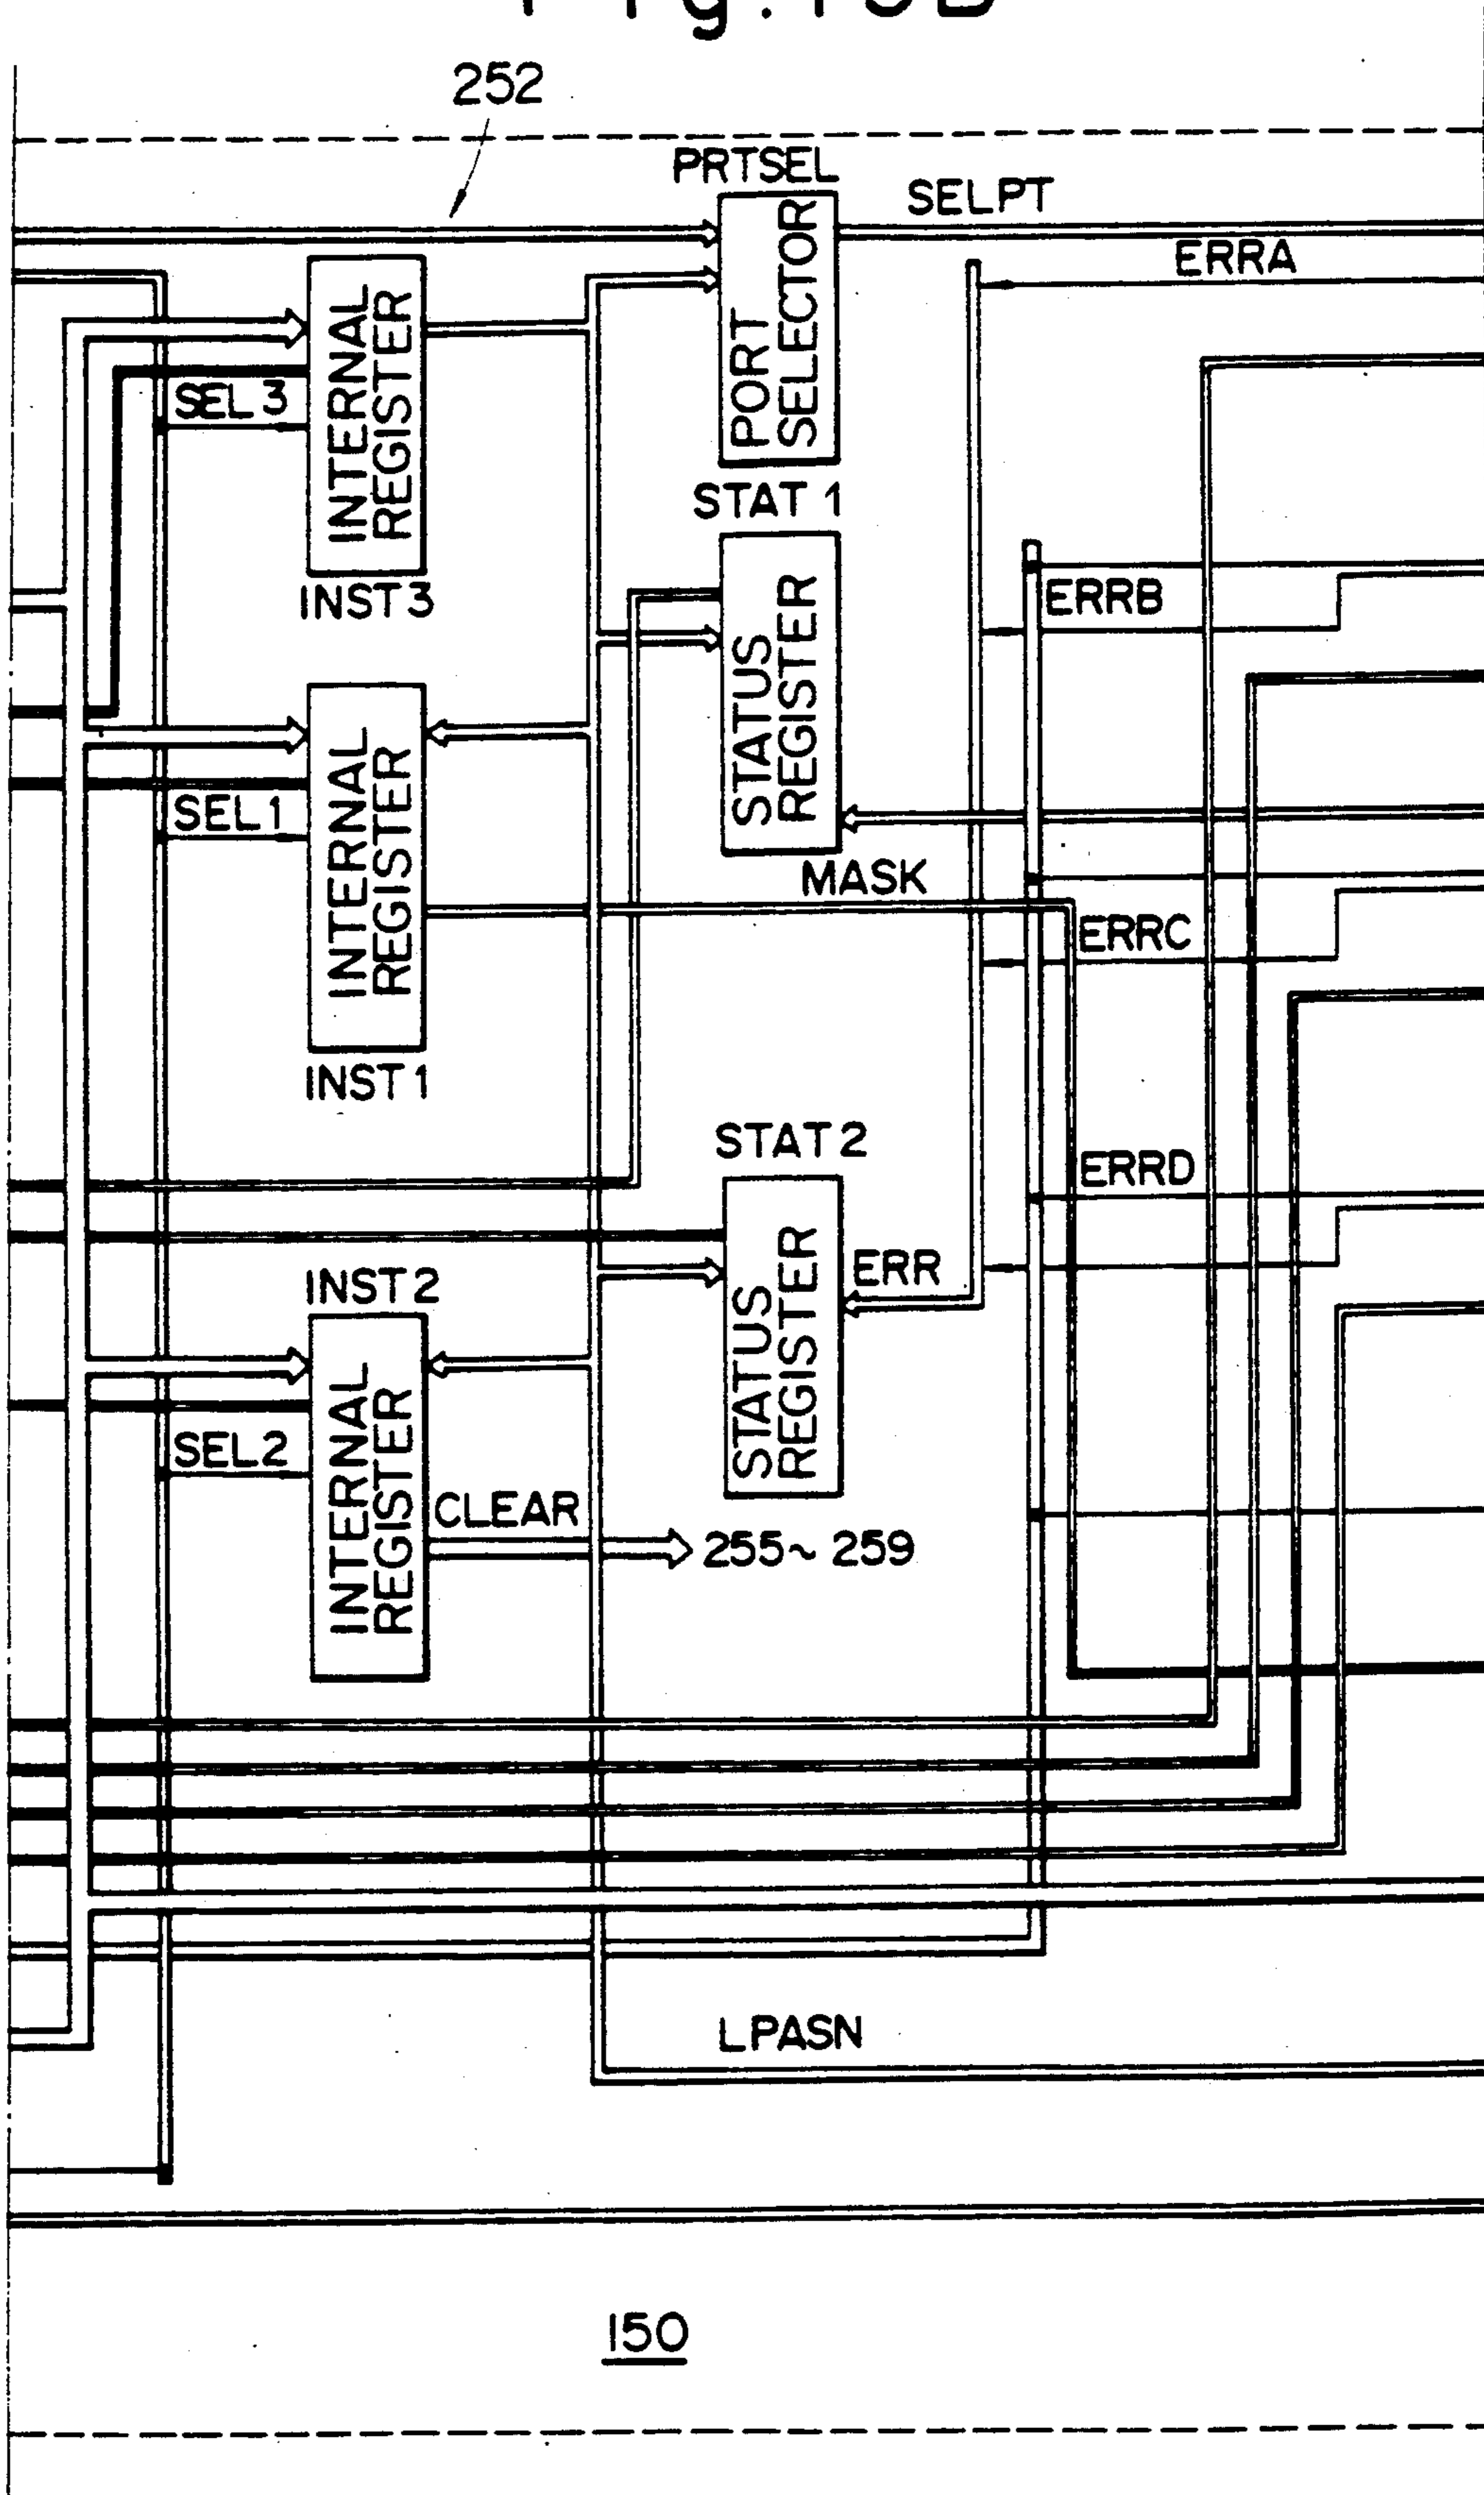 252
PRTSEL
SELPT
ERRA
PORT
SELECTOR
INTERNAL
REGISTER
SEL3
INST3
STAT 1
STATUS
REGISTER
ERRB
INTERNAL
REGISTER
SEL1
INST1
MASK
ERRC
STAT2
STATUS
REGISTER
ERRD
ERR
INST2
INTERNAL
REGISTER
SEL2
CLEAR
255~259
LPASN
150